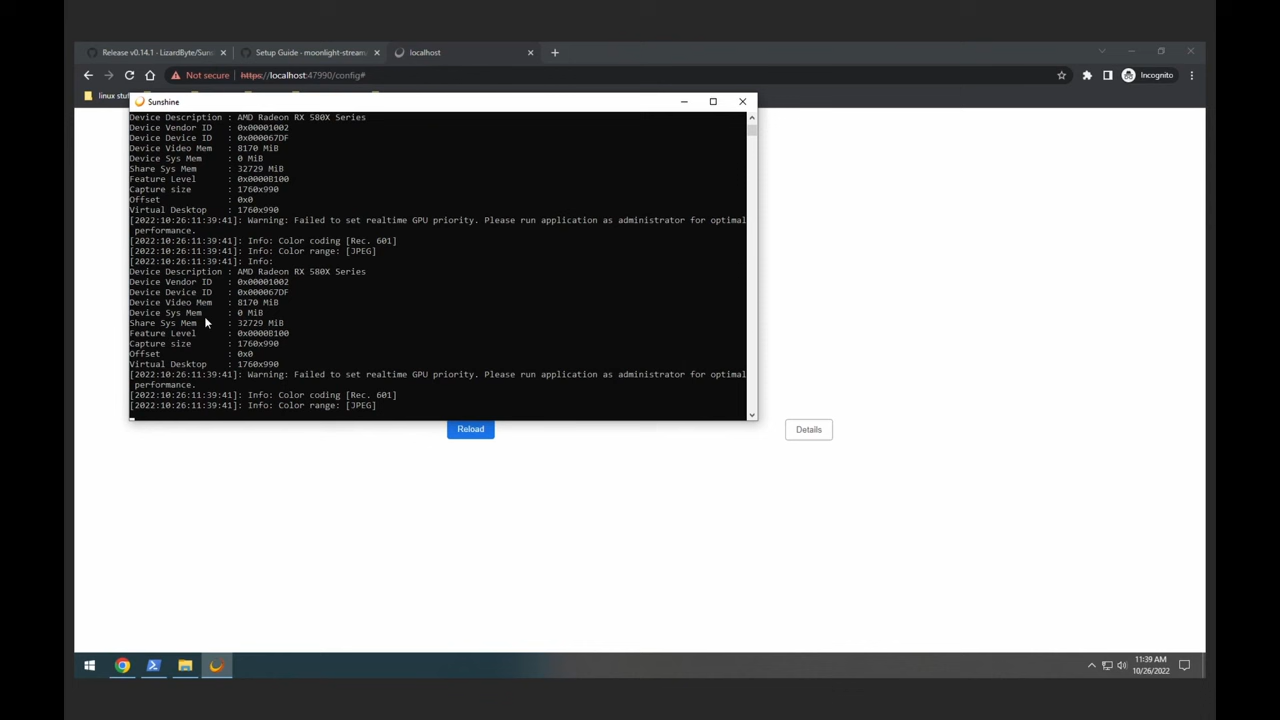 Release v0.14.1 - LizardByte/Sun
Setup Guide - moonlight-stream
localhost
Not secure
https://localhost:47990/config#
Incognito
linux stu
Sunshine
Device Description : AMD Radeon RX 580X Series
Device Vendor ID : 0x00001002
Device Device ID : 0x000067DF
Device Video Mem : 8170 MiB
Device Sys Mem : 0 MiB
Share Sys Mem : 32729 MiB
Feature Level : 0x0000B100
Capture size : 1760x990
Offset : 0x0
Virtual Desktop : 1760x990
[2022:10:26:11:39:41]: Warning: Failed to set realtime GPU priority. Please run application as administrator for optimal
performance.
[2022:10:26:11:39:41]: Info: Color coding [Rec. 601]
[2022:10:26:11:39:41]: Info: Color range: [JPEG]
[2022:10:26:11:39:41]: Info:
Device Description : AMD Radeon RX 580X Series
Device Vendor ID : 0x00001002
Device Device ID : 0x000067DF
Device Video Mem : 8170 MiB
Device Sys Mem : 0 MiB
Share Sys Mem : 32729 MiB
Feature Level : 0x0000B100
Capture size : 1760x990
Offset : 0x0
Virtual Desktop : 1760x990
[2022:10:26:11:39:41]: Warning: Failed to set realtime GPU priority. Please run application as administrator for optimal
performance.
[2022:10:26:11:39:41]: Info: Color coding [Rec. 601]
[2022:10:26:11:39:41]: Info: Color range: [JPEG]
Reload
Details
11:39 AM
10/26/2022